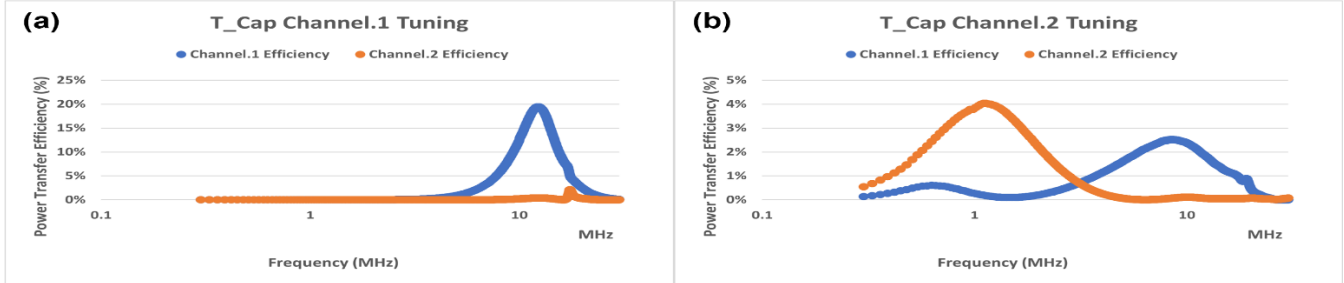 (a)
T_Cap Channel.1 Tuning
Channel.1 Efficiency Channel.2 Efficiency
Power Transfer Efficiency (%)
25%
20%
15%
10%
5%
0%
0.1 1 10
MHz
Frequency (MHz)
(b)
T_Cap Channel.2 Tuning
Channel.1 Efficiency Channel.2 Efficiency
Power Transfer Efficiency (%)
5%
4%
3%
2%
1%
0%
0.1 1 10
MHz
Frequency (MHz)